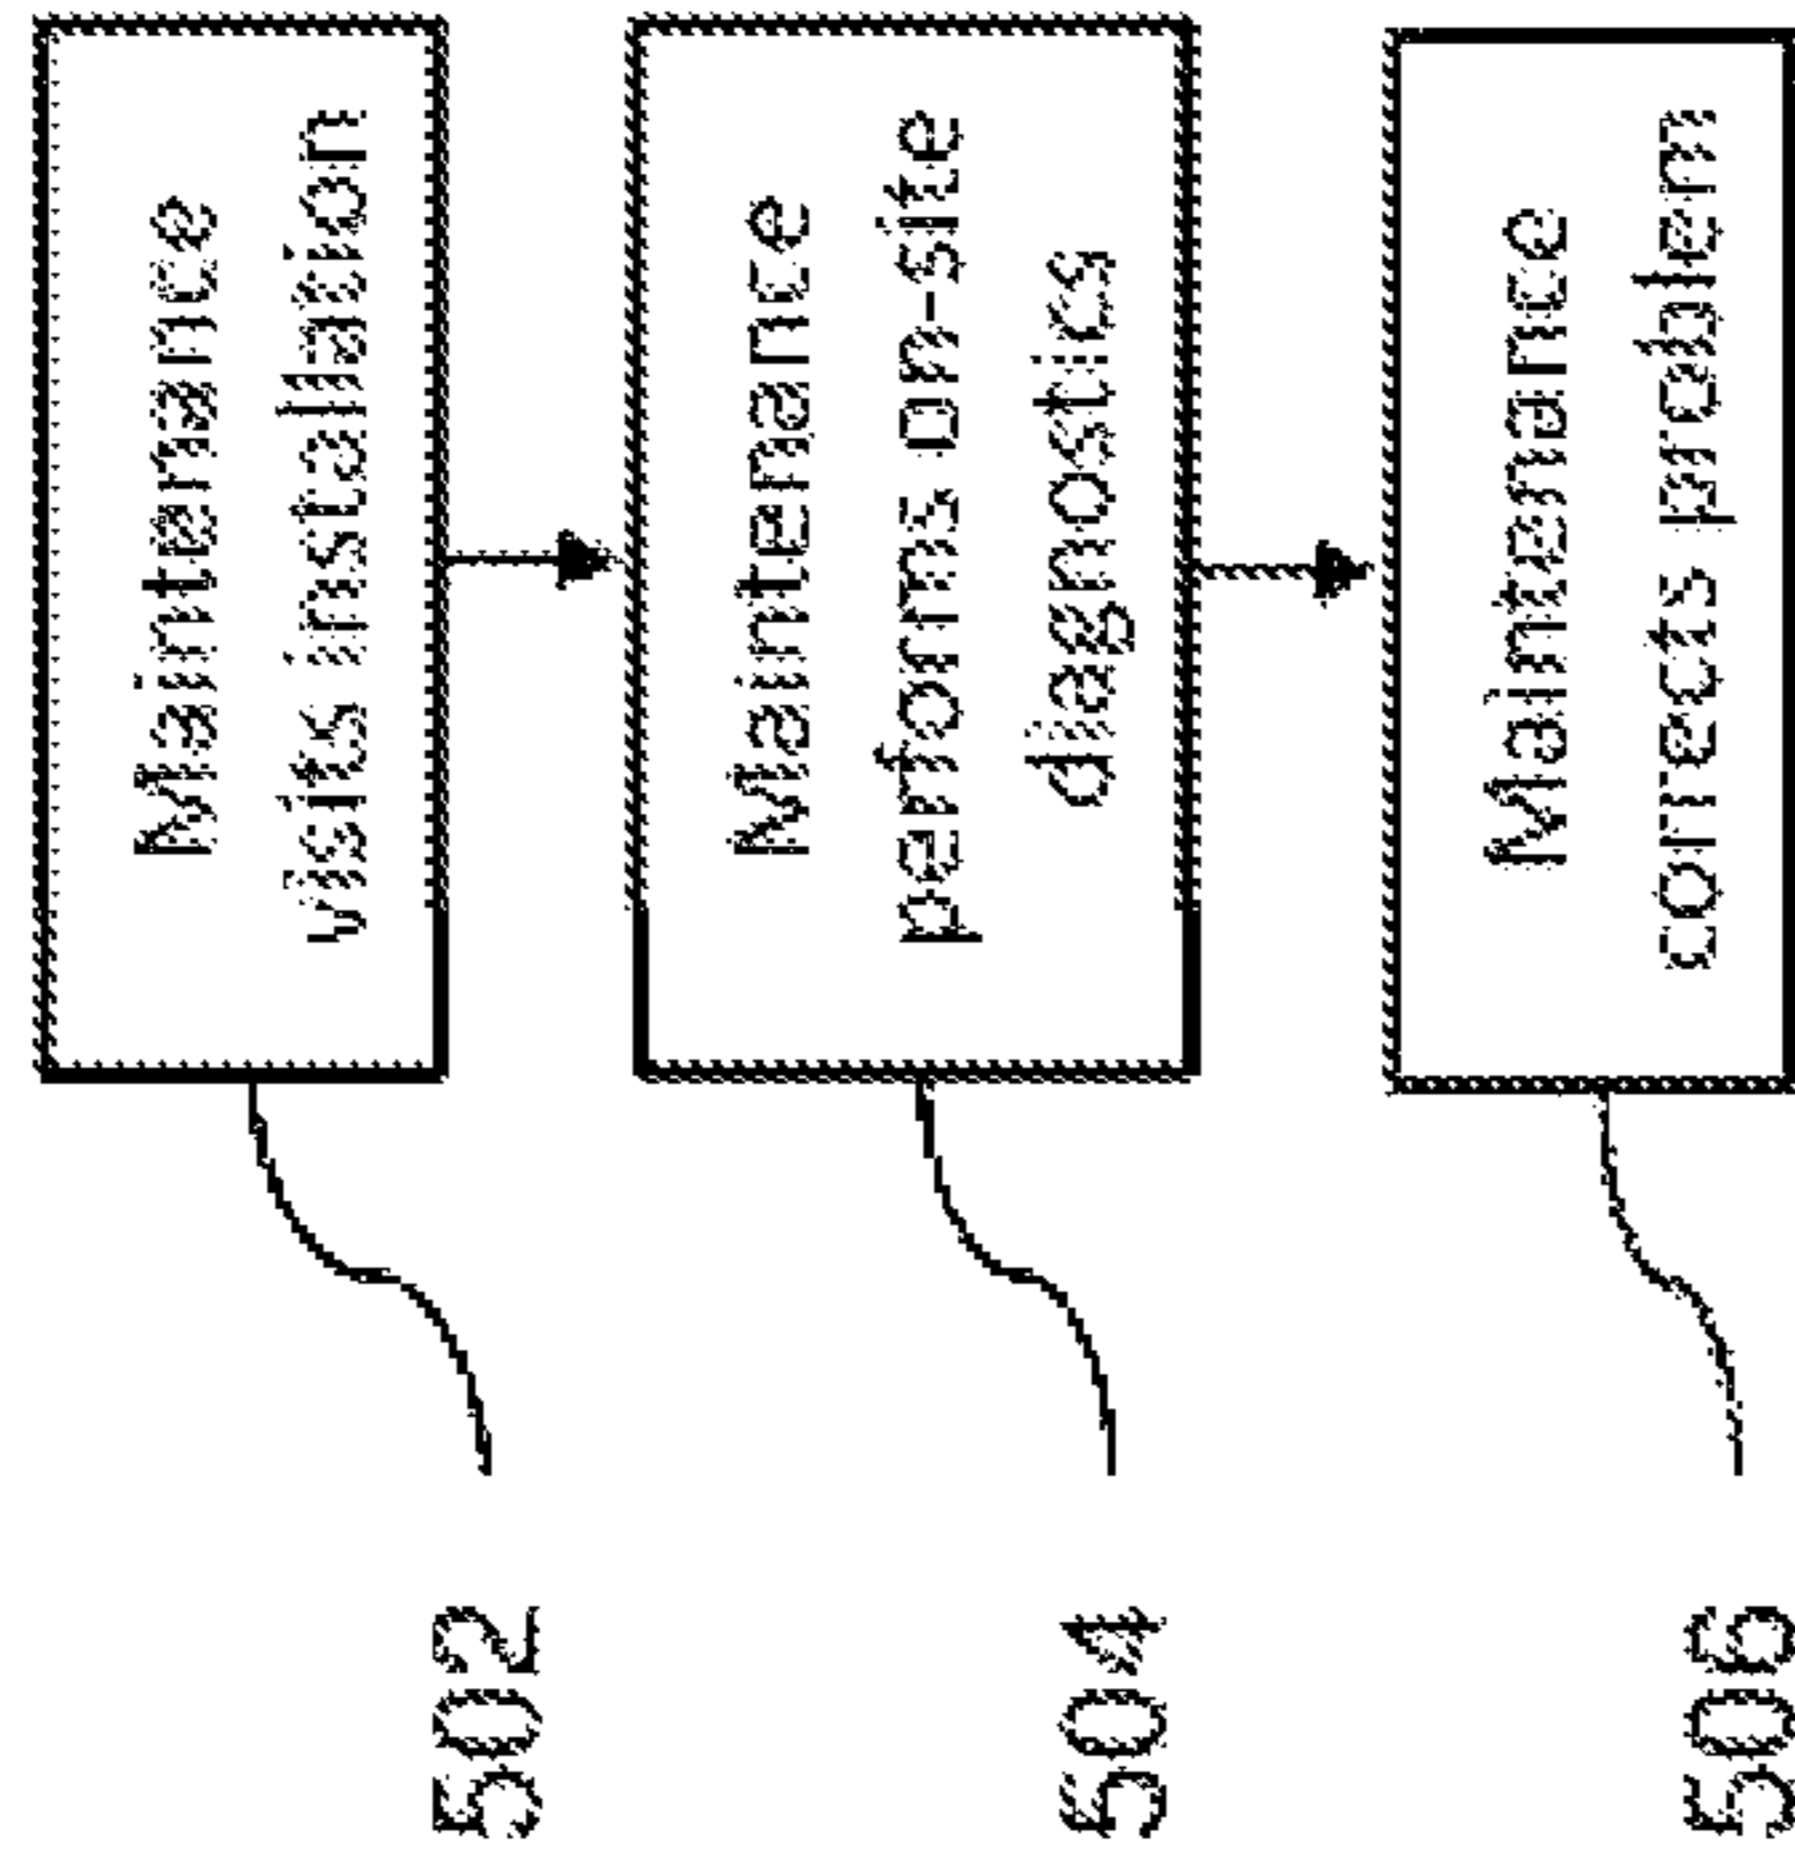 Maintenance
visits installation
502
Maintenance
performs on-site
diagnostics
504
Maintenance
corrects problem
506